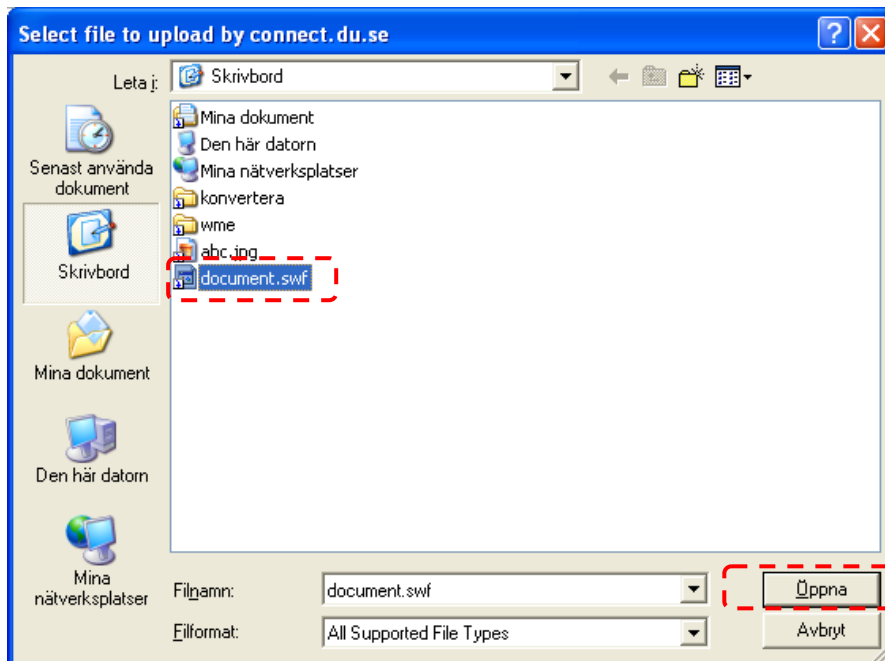 Select file to upload by connect.du.se
Leta i:
Skrivbord
Senast använda
dokument
Skrivbord
Mina dokument
Den här datorn
Mina
nätverksplatser
Mina dokument
Den här datorn
Mina nätverksplatser
konvertera
wme
abc.jpg
document.swf
Filnamn:
document.swf
Öppna
Filformat:
All Supported File Types
Avbryt